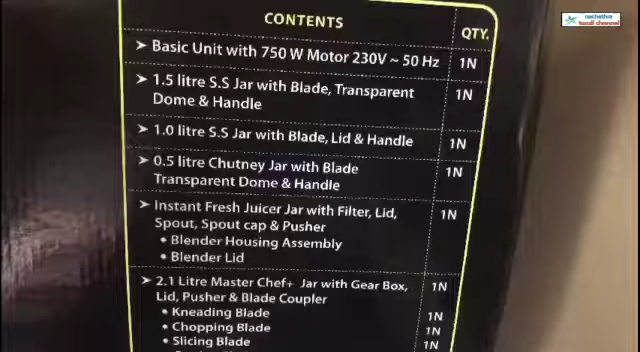 nachathra
tamil channel
CONTENTS
QTY.
➤ Basic Unit with 750 W Motor 230V ~ 50 Hz 1N
➤ 1.5 litre S.S Jar with Blade, Transparent 1N
Dome & Handle
➤ 1.0 litre S.S Jar with Blade, Lid & Handle 1N
➤ 0.5 litre Chutney Jar with Blade 1N
Transparent Dome & Handle
➤ Instant Fresh Juicer Jar with Filter, Lid, 1N
Spout, Spout cap & Pusher
• Blender Housing Assembly
• Blender Lid
➤ 2.1 Litre Master Chef+ Jar with Gear Box, 1N
Lid, Pusher & Blade Coupler
• Kneading Blade 1N
• Chopping Blade 1N
• Slicing Blade 1N